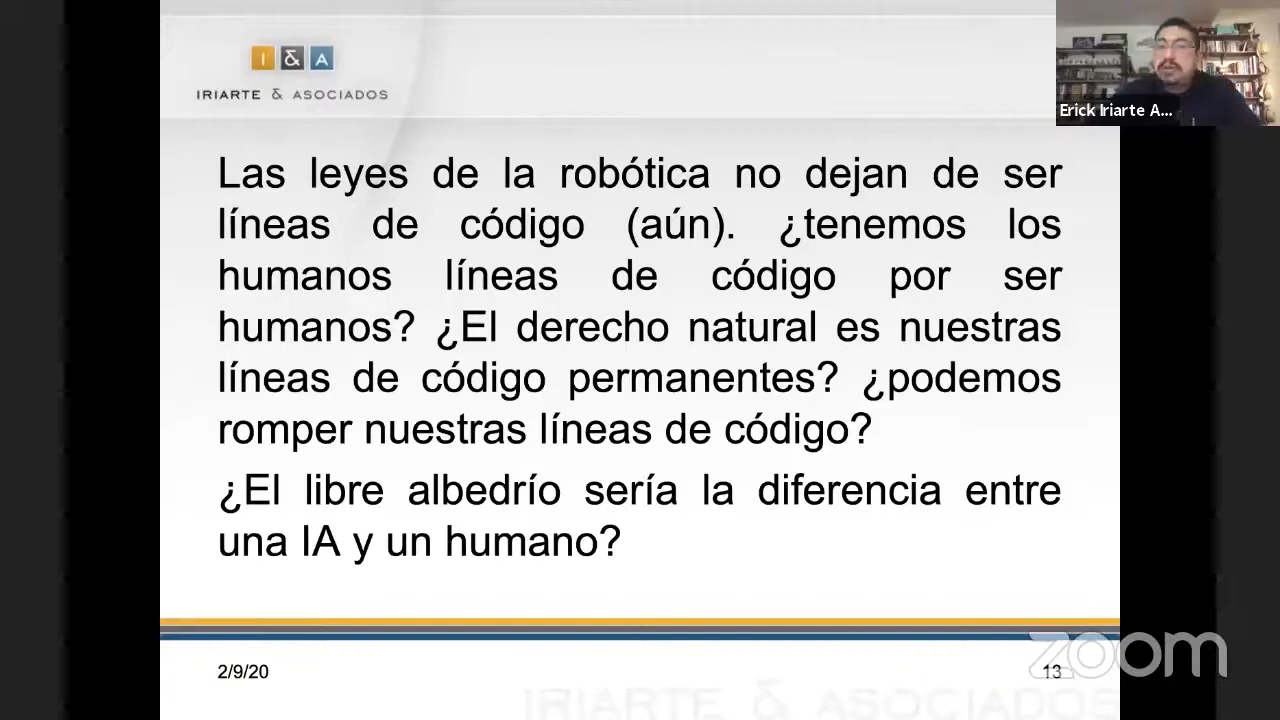 I & A
IRIARTE & ASOCIADOS
Erick Iriarte A...
Las leyes de la robótica no dejan de ser
líneas de código (aún). ¿tenemos los
humanos líneas de código por ser
humanos? ¿El derecho natural es nuestras
líneas de código permanentes? ¿podemos
romper nuestras líneas de código?
¿El libre albedrío sería la diferencia entre
una IA y un humano?
2/9/20
13
zoom
IRIARTE & ASOCIADOS